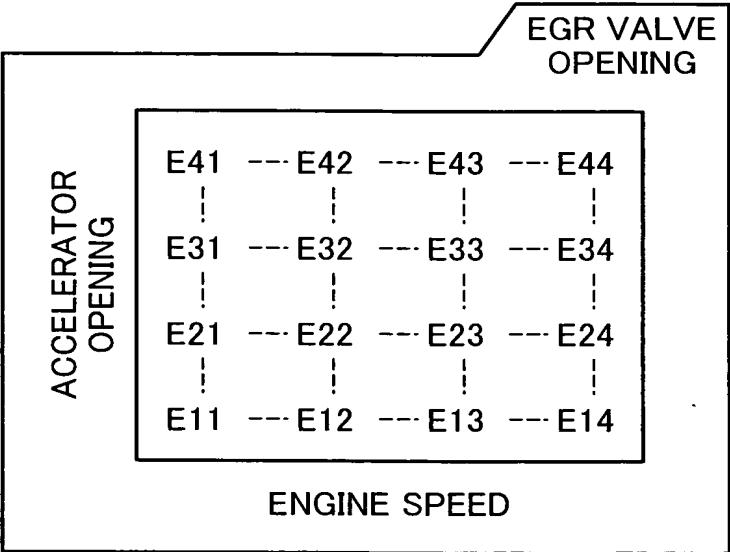 EGR VALVE
OPENING
ACCELERATOR
OPENING
E41 --- E42 --- E43 --- E44
E31 --- E32 --- E33 --- E34
E21 --- E22 --- E23 --- E24
E11 --- E12 --- E13 --- E14
ENGINE SPEED